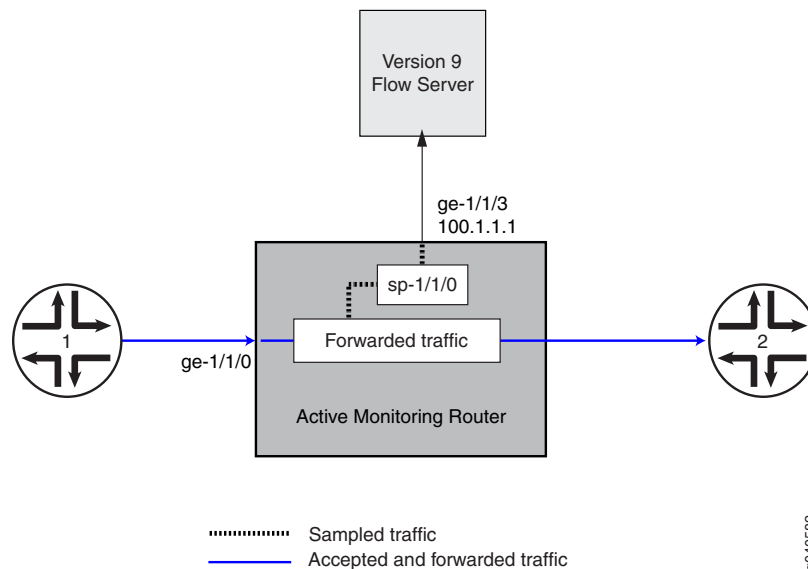 Version 9
Flow Server
ge-1/1/3
100.1.1.1
sp-1/1/0
1
Forwarded traffic
2
ge-1/1/0
Active Monitoring Router
Sampled traffic
Accepted and forwarded traffic